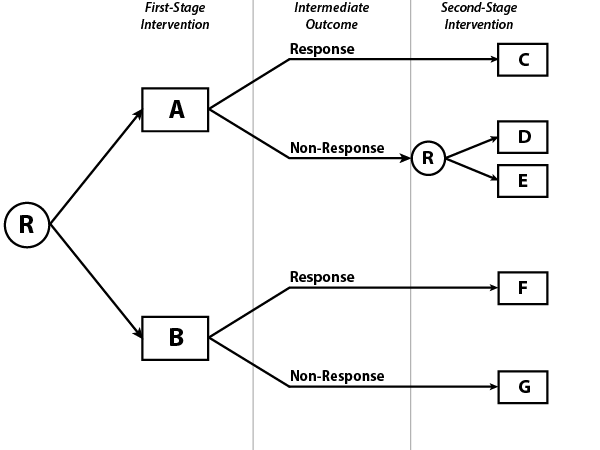 First-Stage
Intervention
Intermediate
Outcome
Second-Stage
Intervention
Response
C
A
Non-Response
R
D
E
R
Response
F
B
Non-Response
G